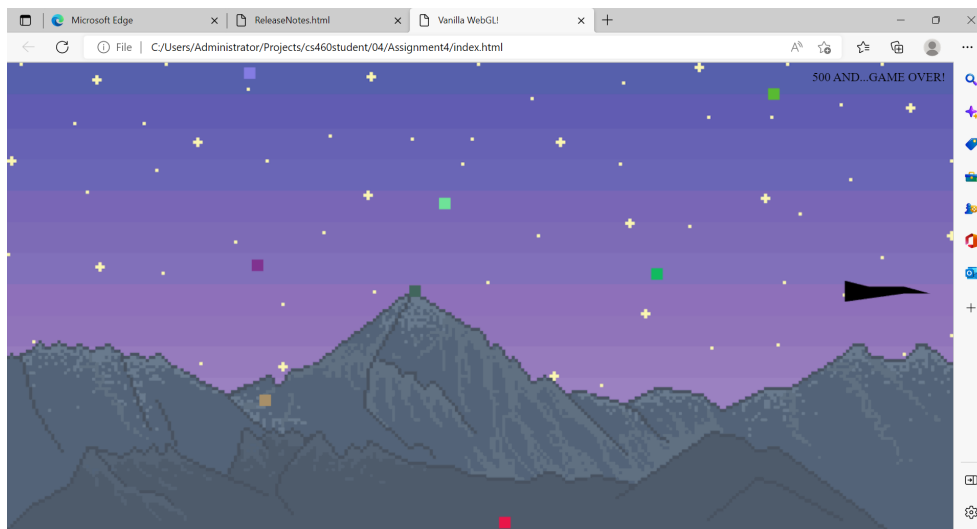 Microsoft Edge
ReleaseNotes.html
Vanilla WebGL!
File
C:/Users/Administrator/Projects/cs460student/04/Assignment4/index.html
500 AND...GAME OVER!